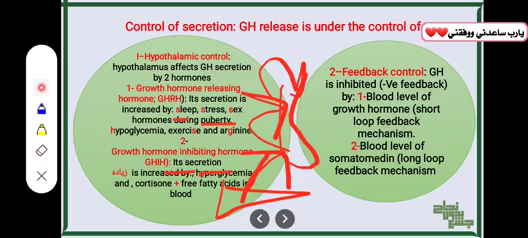 Control of secretion: GH release is under the control of
يارب ساعدني ووفقني
I–Hypothalamic control:
hypothalamus affects GH secretion
by 2 hormones
1- Growth hormone releasing
hormone; GHRH): Its secretion
is increased by: sleep, stress, sex
hormones during puberty,
hypoglycemia, exercise and arginine
2-
Growth hormone inhibiting hormone
GHIH): Its secretion
زيادة is increased by:, hyperglycemia
and , cortisone + free fatty acids in
blood
2–Feedback control: GH
is inhibited (-Ve feedback)
by: 1-Blood level of
growth hormone (short
loop feedback
mechanism.
2-Blood level of
somatomedin (long loop
feedback mechanism